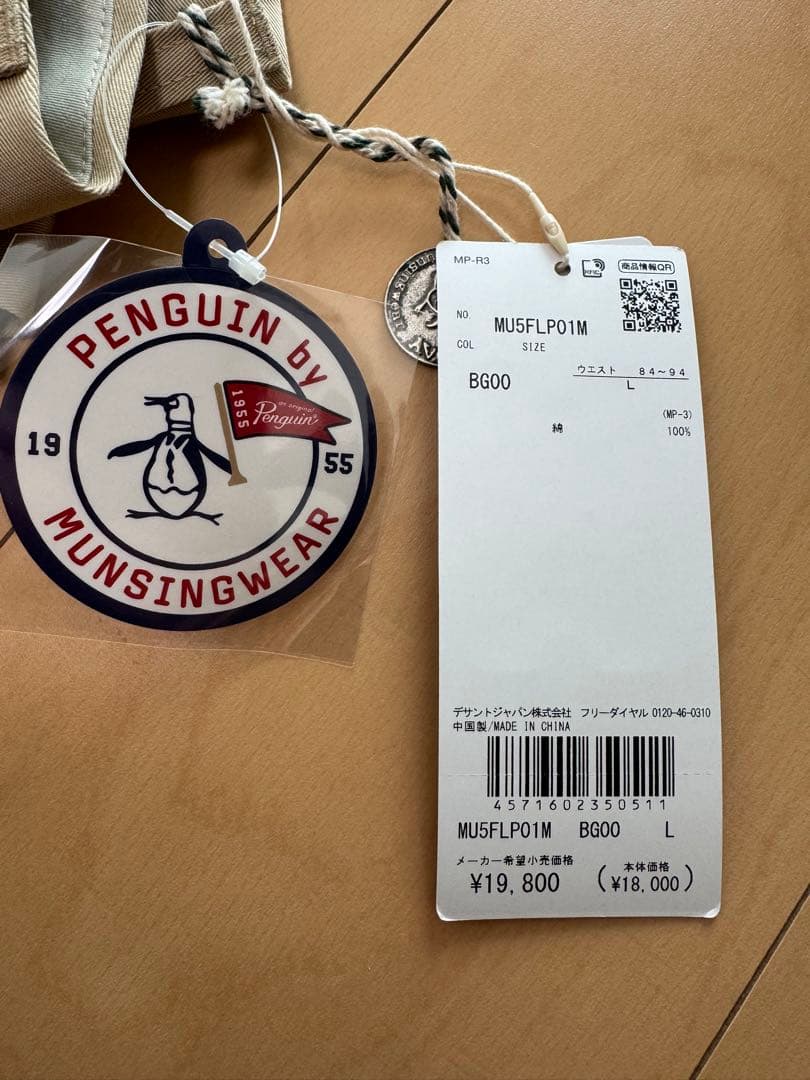 PENGUIN by
19
55
1955
an original
Penguin
MUNSINGWEAR
MP-R3
RFID
商品情報QR
NO.
MU5FLP01M
COL
SIZE
BG00
ウエスト 84~94
L
(MP-3)
綿 100%
デサントジャパン株式会社 フリーダイヤル 0120-46-0310
中国製/MADE IN CHINA
4571602350511
MU5FLP01M BG00 L
メーカー希望小売価格
¥19,800
本体価格
(¥18,000)